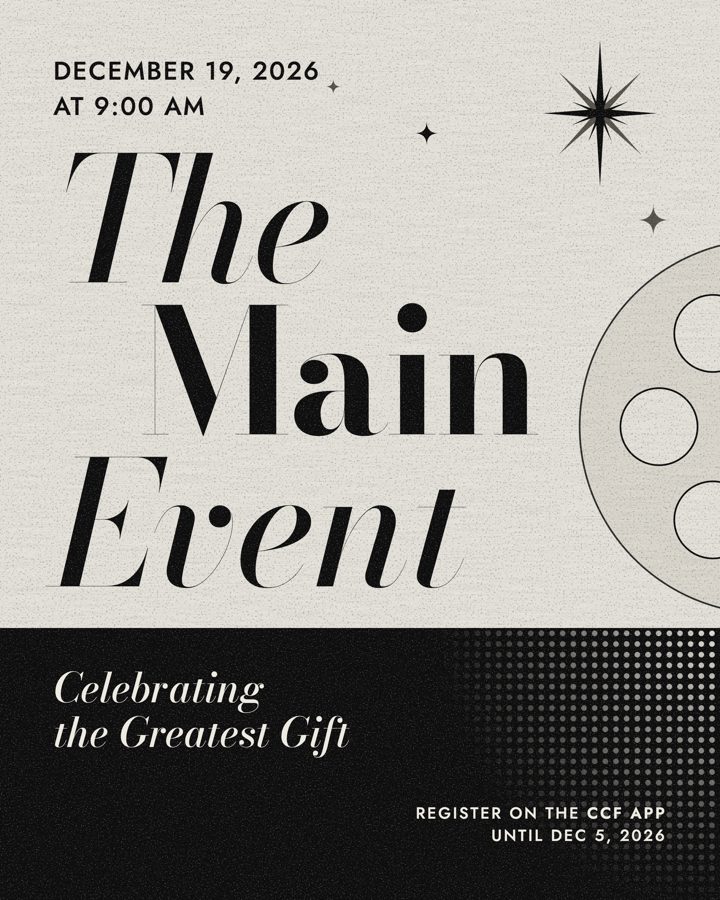 DECEMBER 19, 2026
AT 9:00 AM
The
Main
Event
Celebrating
the Greatest Gift
REGISTER ON THE CCF APP
UNTIL DEC 5, 2026